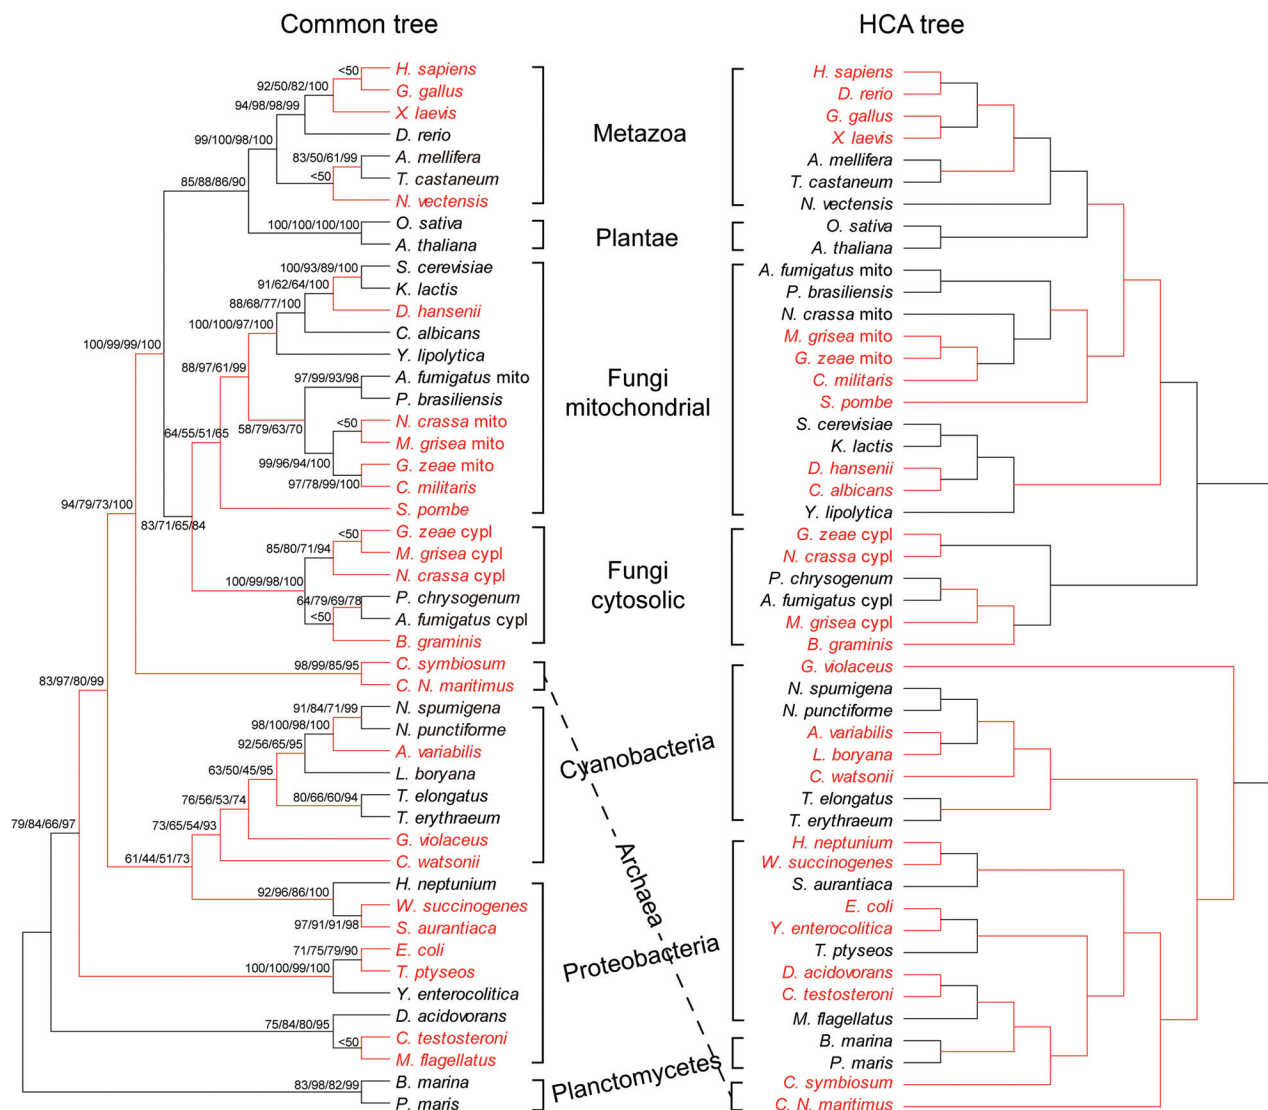 Common tree
HCA tree
<50
H. sapiens
92/50/82/100
G. gallus
94/98/98/99
X. laevis
99/100/98/100
D. rerio
83/50/61/99
A. mellifera
<50
T. castaneum
85/88/86/90
N. vectensis
100/100/100/100
O. sativa
A. thaliana
100/93/89/100
S. cerevisiae
91/62/64/100
K. lactis
88/68/77/100
D. hansenii
100/100/97/100
C. albicans
100/99/99/100
Y. lipolytica
88/97/61/99
97/99/93/98
A. fumigatus mito
P. brasiliensis
58/79/63/70
<50
N. crassa mito
64/55/51/65
M. grisea mito
99/96/94/100
G. zeae mito
97/78/99/100
C. militaris
94/79/73/100
S. pombe
83/71/65/84
<50
G. zeae cypl
85/80/71/94
M. grisea cypl
100/99/98/100
N. crassa cypl
64/79/69/78
P. chrysogenum
<50
A. fumigatus cypl
B. graminis
98/99/85/95
C. symbiosum
83/97/80/99
C. N. maritimus
91/84/71/99
N. spumigena
98/100/98/100
N. punctiforme
92/56/65/95
A. variabilis
63/50/45/95
L. boryana
76/56/53/74
80/66/60/94
T. elongatus
79/84/66/97
73/65/54/93
T. erythraeum
G. violaceus
61/44/51/73
C. watsonii
92/96/86/100
H. neptunium
W. succinogenes
97/91/91/98
S. aurantiaca
71/75/79/90
E. coli
100/100/99/100
T. ptyseos
Y. enterocolitica
75/84/80/95
D. acidovorans
<50
C. testosteroni
M. flagellatus
83/98/82/99
B. marina
P. maris
Metazoa
Plantae
Fungi
mitochondrial
Fungi
cytosolic
Cyanobacteria
Archaea
Proteobacteria
Planctomycetes
H. sapiens
D. rerio
G. gallus
X. laevis
A. mellifera
T. castaneum
N. vectensis
O. sativa
A. thaliana
A. fumigatus mito
P. brasiliensis
N. crassa mito
M. grisea mito
G. zeae mito
C. militaris
S. pombe
S. cerevisiae
K. lactis
D. hansenii
C. albicans
Y. lipolytica
G. zeae cypl
N. crassa cypl
P. chrysogenum
A. fumigatus cypl
M. grisea cypl
B. graminis
G. violaceus
N. spumigena
N. punctiforme
A. variabilis
L. boryana
C. watsonii
T. elongatus
T. erythraeum
H. neptunium
W. succinogenes
S. aurantiaca
E. coli
Y. enterocolitica
T. ptyseos
D. acidovorans
C. testosteroni
M. flagellatus
B. marina
P. maris
C. symbiosum
C. N. maritimus